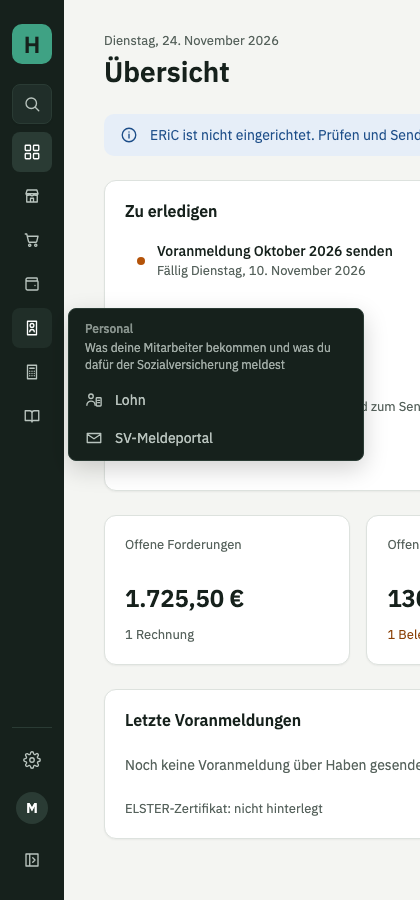 H
Dienstag, 24. November 2026
Übersicht
ERiC ist nicht eingerichtet. Prüfen und Send
Zu erledigen
Voranmeldung Oktober 2026 senden
Fällig Dienstag, 10. November 2026
Personal
Was deine Mitarbeiter bekommen und was du
dafür der Sozialversicherung meldest
Lohn
d zum Sen
SV-Meldeportal
Offene Forderungen
Offen
1.725,50 €
130
1 Rechnung
1 Bele
Letzte Voranmeldungen
Noch keine Voranmeldung über Haben gesende
ELSTER-Zertifikat: nicht hinterlegt
M